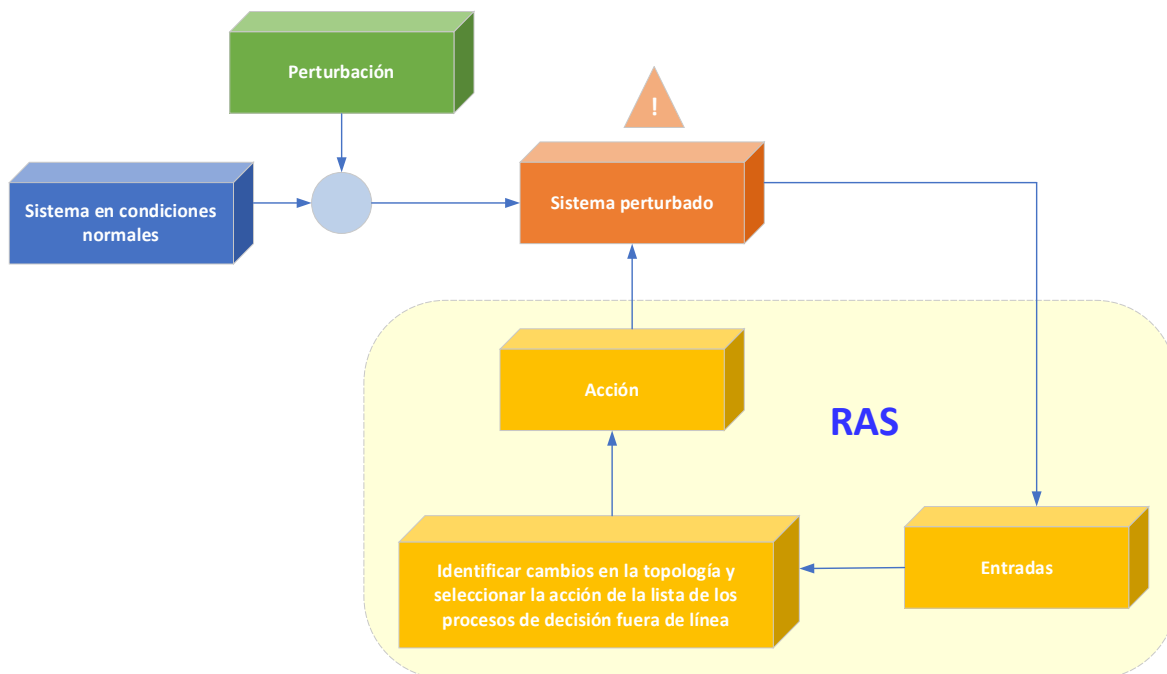 Perturbación
!
Sistema en condiciones
normales
Sistema perturbado
Acción
RAS
Identificar cambios en la topología y
seleccionar la acción de la lista de los
procesos de decisión fuera de línea
Entradas